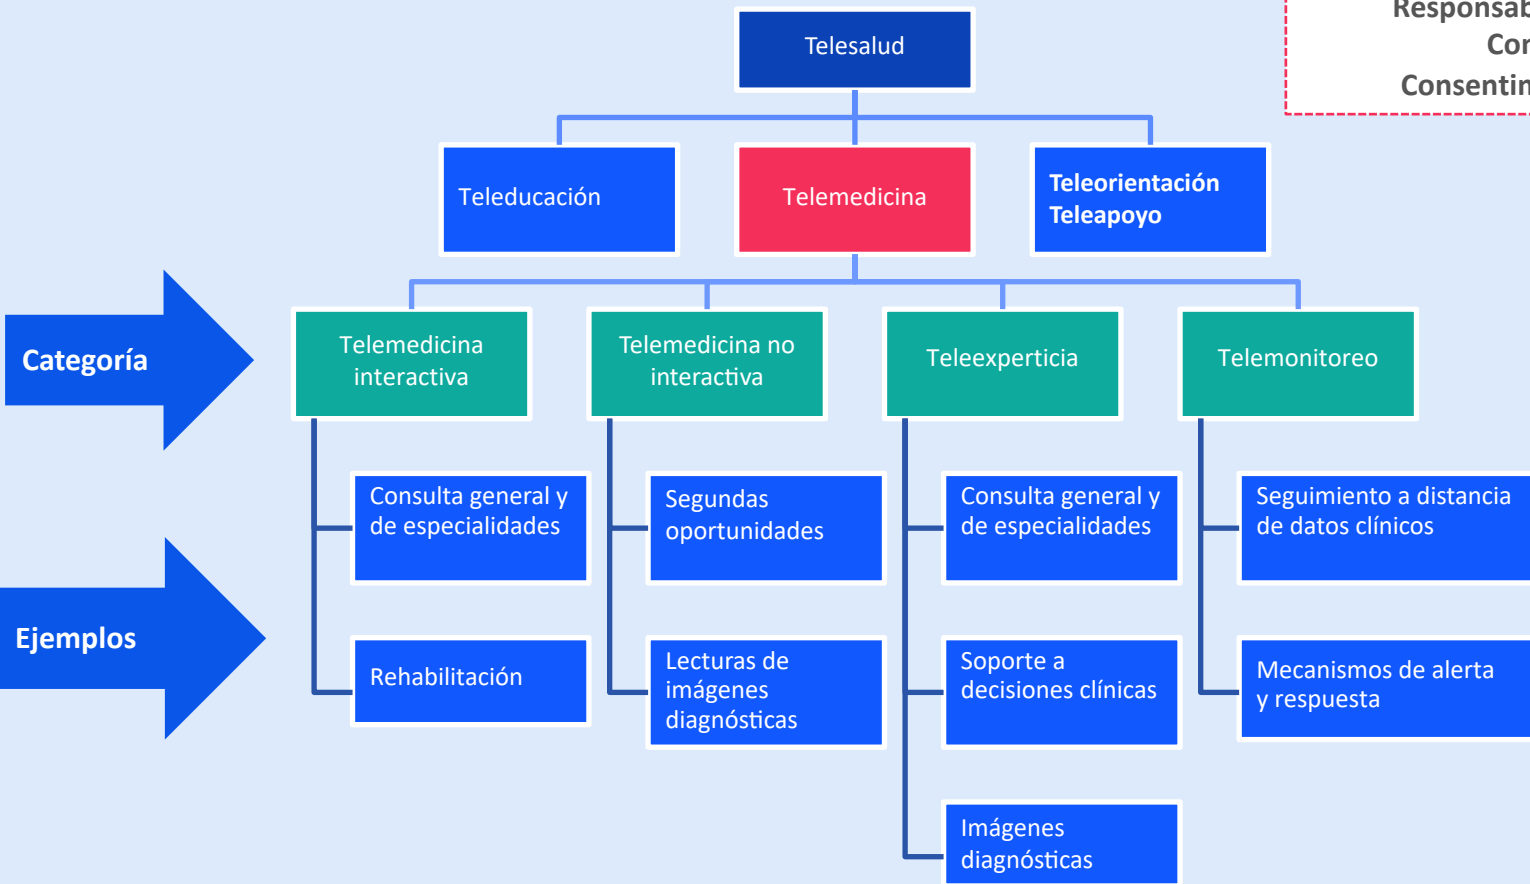 Telesalud
Teleducación
Telemedicina
Teleorientación
Teleapoyo
Categoría
Telemedicina
interactiva
Telemedicina no
interactiva
Teleexperticia
Telemonitoreo
Ejemplos
Consulta general y
de especialidades
Rehabilitación
Segundas
oportunidades
Lecturas de
imágenes
diagnósticas
Consulta general y
de especialidades
Soporte a
decisiones clínicas
Imágenes
diagnósticas
Seguimiento a distancia
de datos clínicos
Mecanismos de alerta
y respuesta